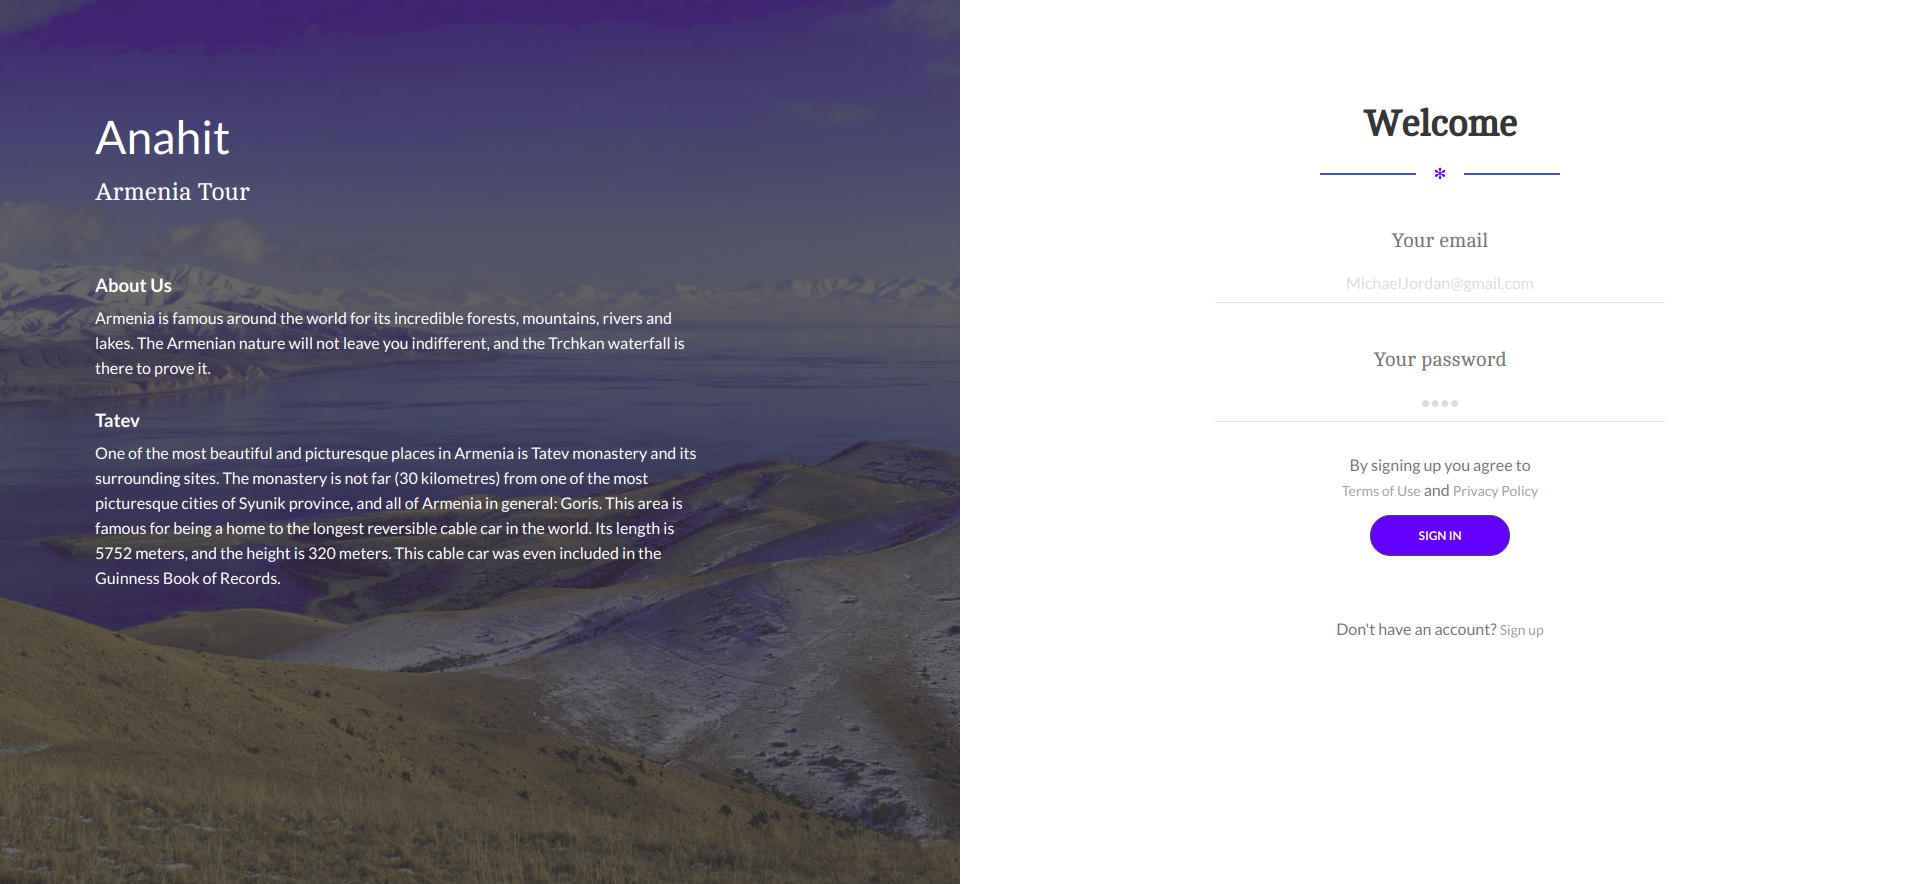 Anahit
Armenia Tour
About Us
Armenia is famous around the world for its incredible forests, mountains, rivers and
lakes. The Armenian nature will not leave you indifferent, and the Trchkan waterfall is
there to prove it.
Tatev
One of the most beautiful and picturesque places in Armenia is Tatev monastery and its
surrounding sites. The monastery is not far (30 kilometres) from one of the most
picturesque cities of Syunik province, and all of Armenia in general: Goris. This area is
famous for being a home to the longest reversible cable car in the world. Its length is
5752 meters, and the height is 320 meters. This cable car was even included in the
Guinness Book of Records.
Welcome
Your email
MichaelJordan@gmail.com
Your password
By signing up you agree to
Terms of Use and Privacy Policy
SIGN IN
Don't have an account? Sign up